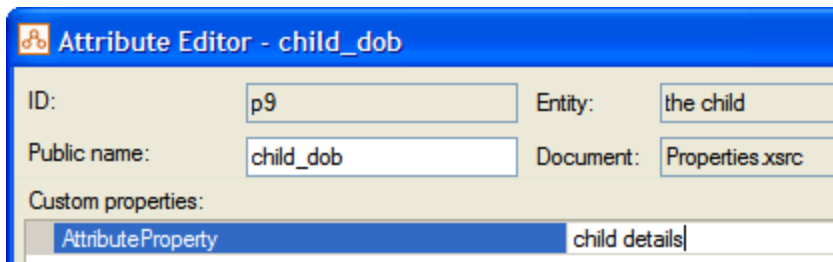 Attribute Editor - child_dob
ID: p9 Entity: the child
Public name: child_dob Document: Properties.xsrc
Custom properties:
AttributeProperty child details